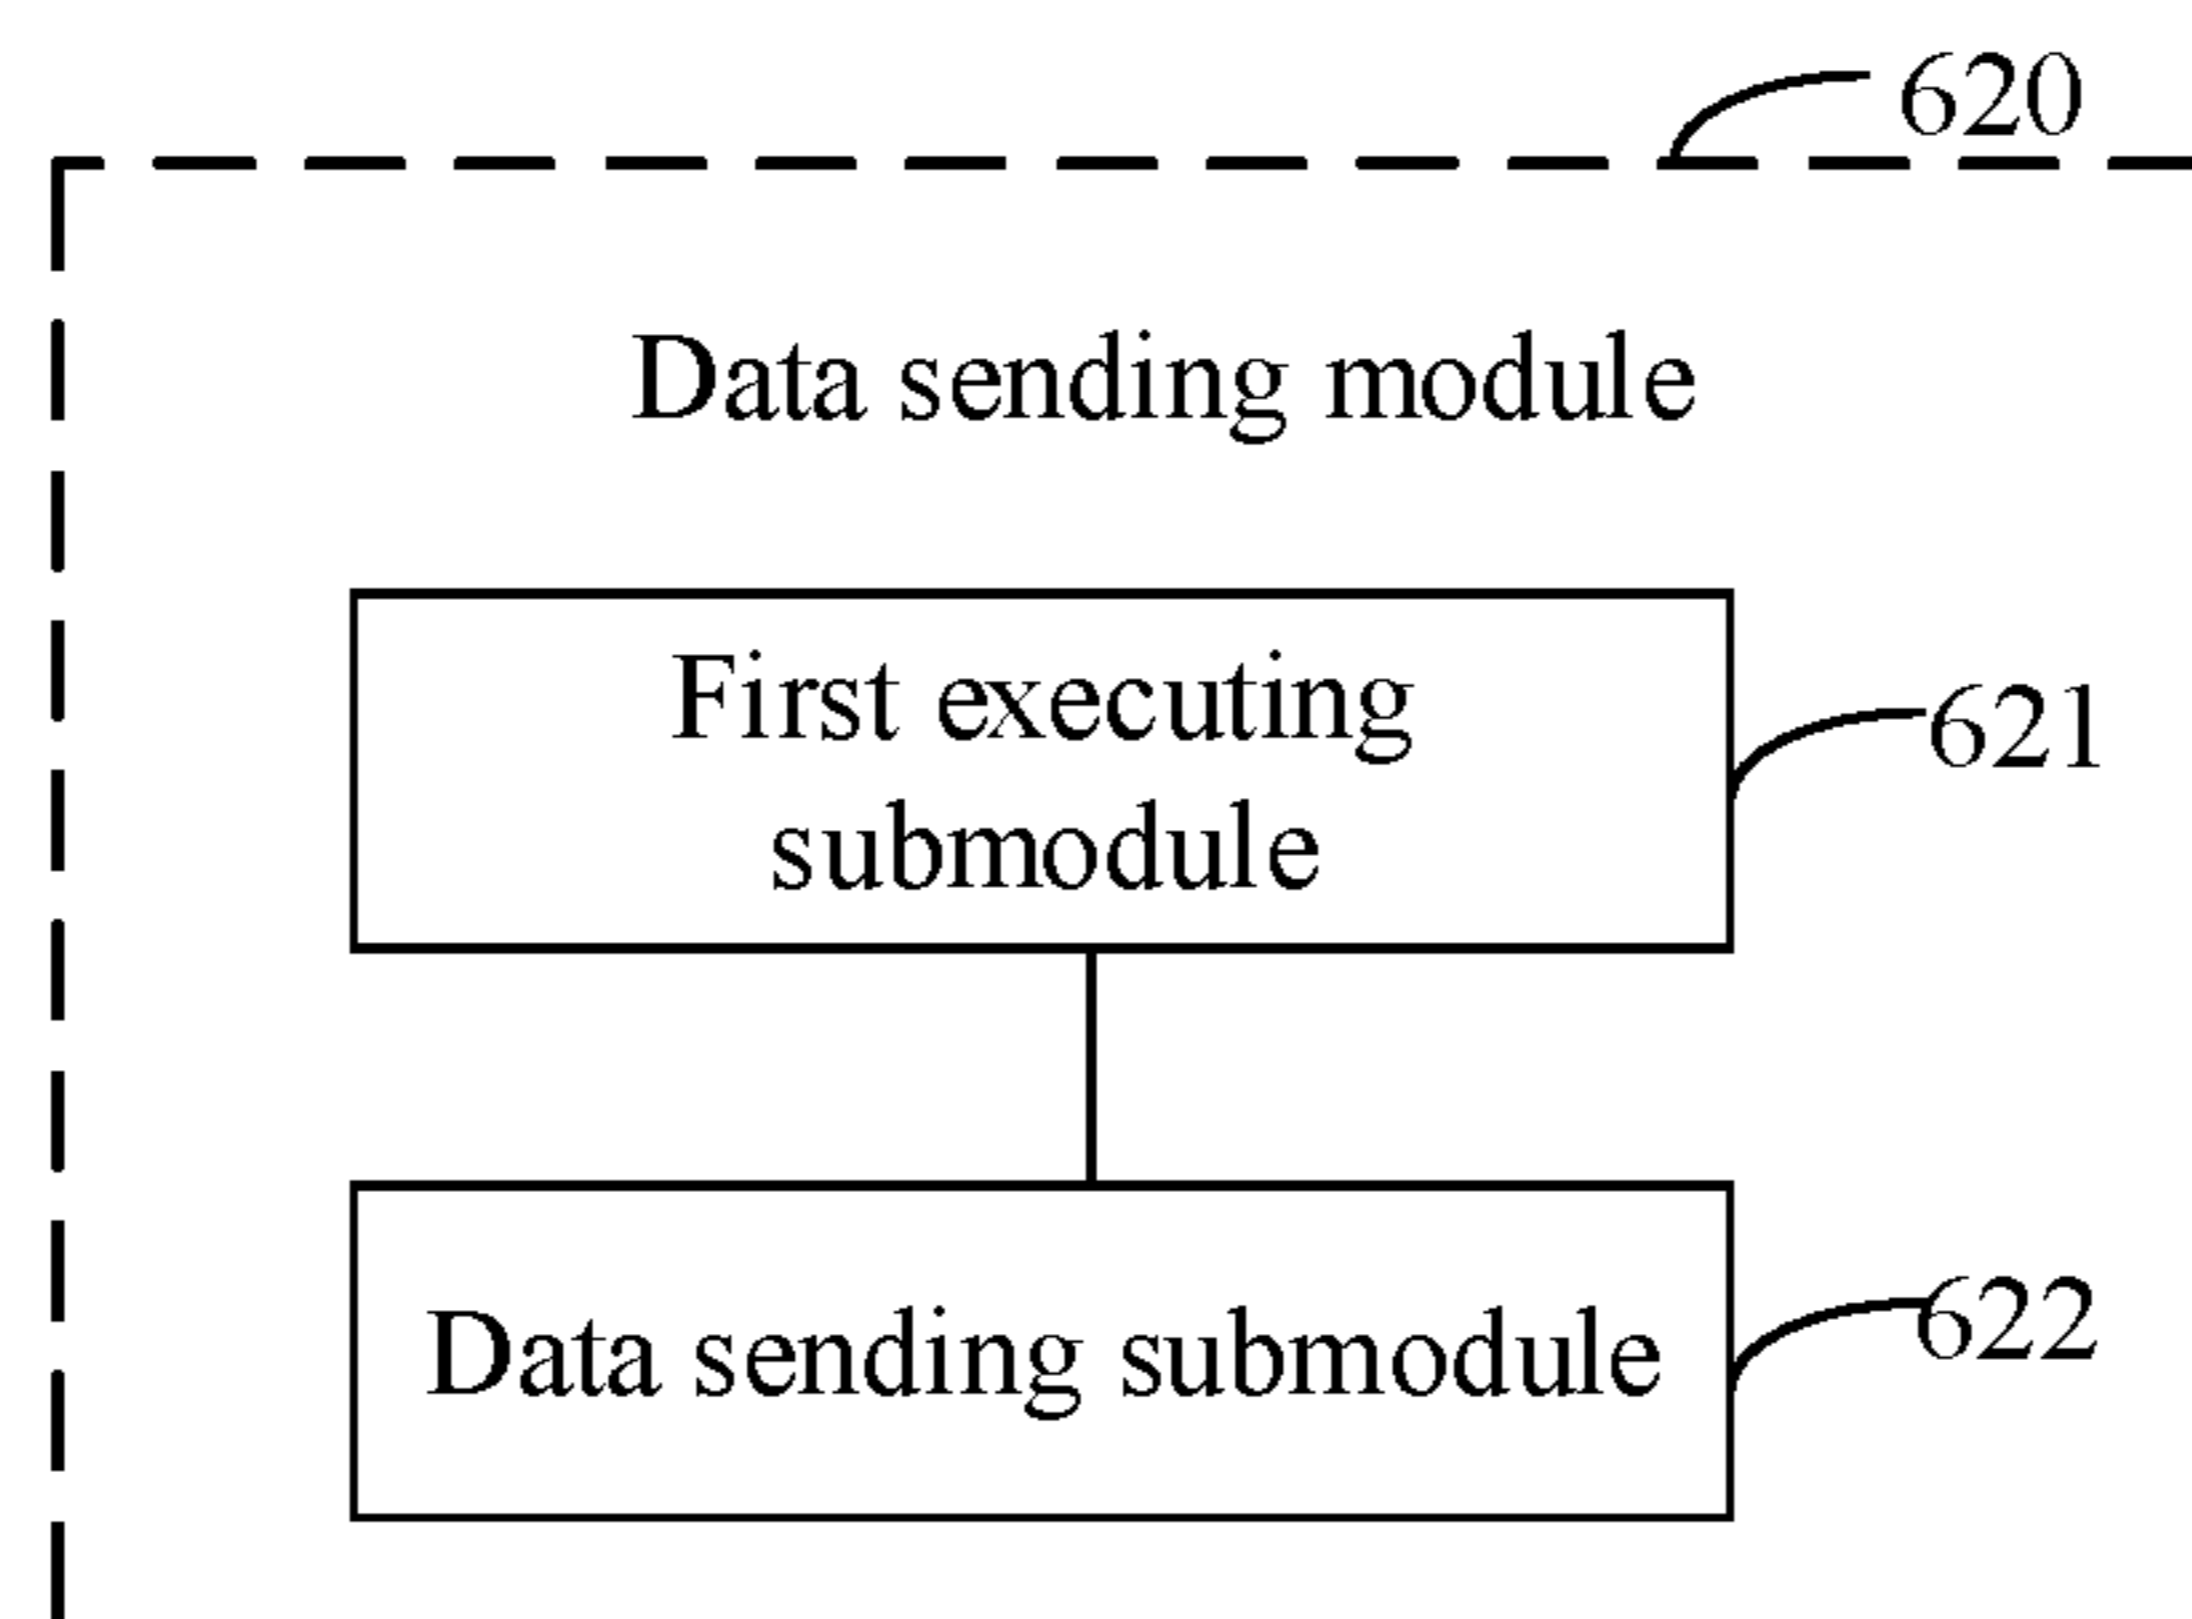 620
Data sending module
First executing
submodule
621
Data sending submodule
622